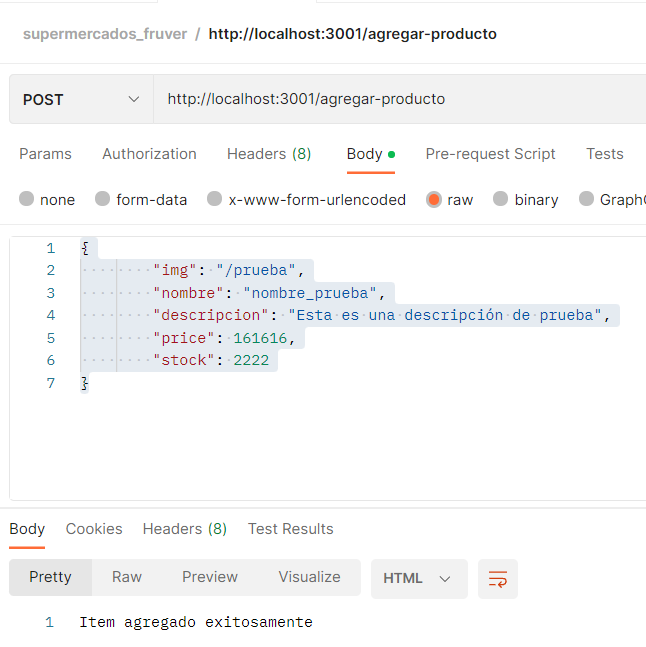 supermercados_fruver / http://localhost:3001/agregar-producto
POST http://localhost:3001/agregar-producto
Params Authorization Headers (8) Body Pre-request Script Tests
none form-data x-www-form-urlencoded raw binary Graph
1 {
2 "img": "/prueba",
3 "nombre": "nombre_prueba",
4 "descripcion": "Esta es una descripción de prueba",
5 "price": 161616,
6 "stock": 2222
7 }
Body Cookies Headers (8) Test Results
Pretty Raw Preview Visualize HTML
1 Item agregado exitosamente